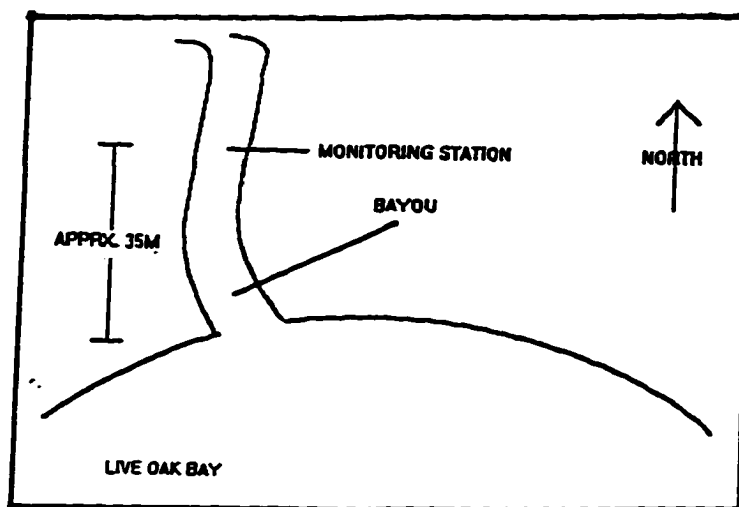 MONITORING STATION
NORTH
BAYOU
APPRX. 35M
LIVE OAK BAY